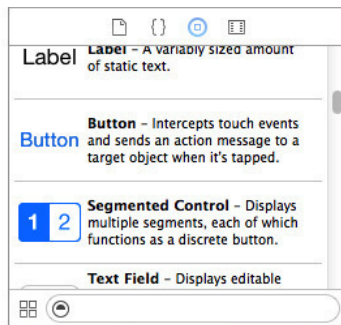 Label
Label – A variably sized amount
of static text.
Button
Button – Intercepts touch events
and sends an action message to a
target object when it's tapped.
1 2
Segmented Control – Displays
multiple segments, each of which
functions as a discrete button.
Text Field – Displays editable